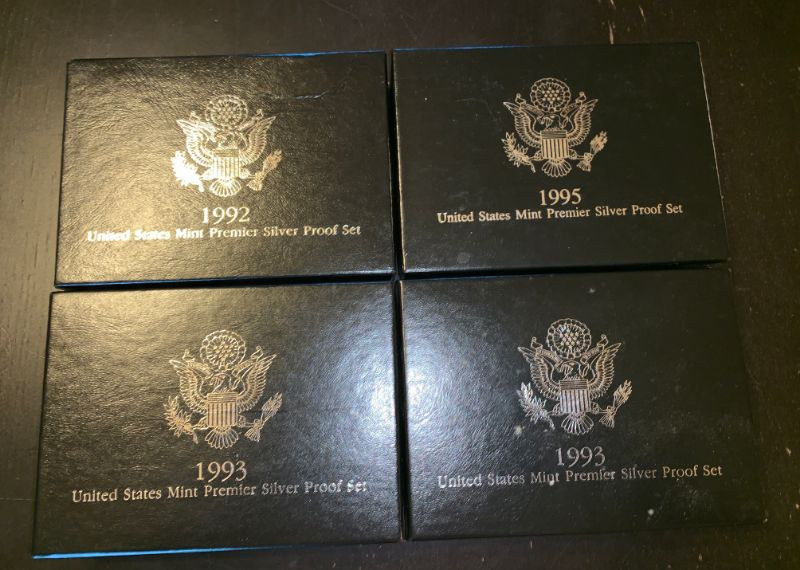 1992
United States Mint Premier Silver Proof Set
1995
United States Mint Premier Silver Proof Set
1993
United States Mint Premier Silver Proof Set
1993
United States Mint Premier Silver Proof Set